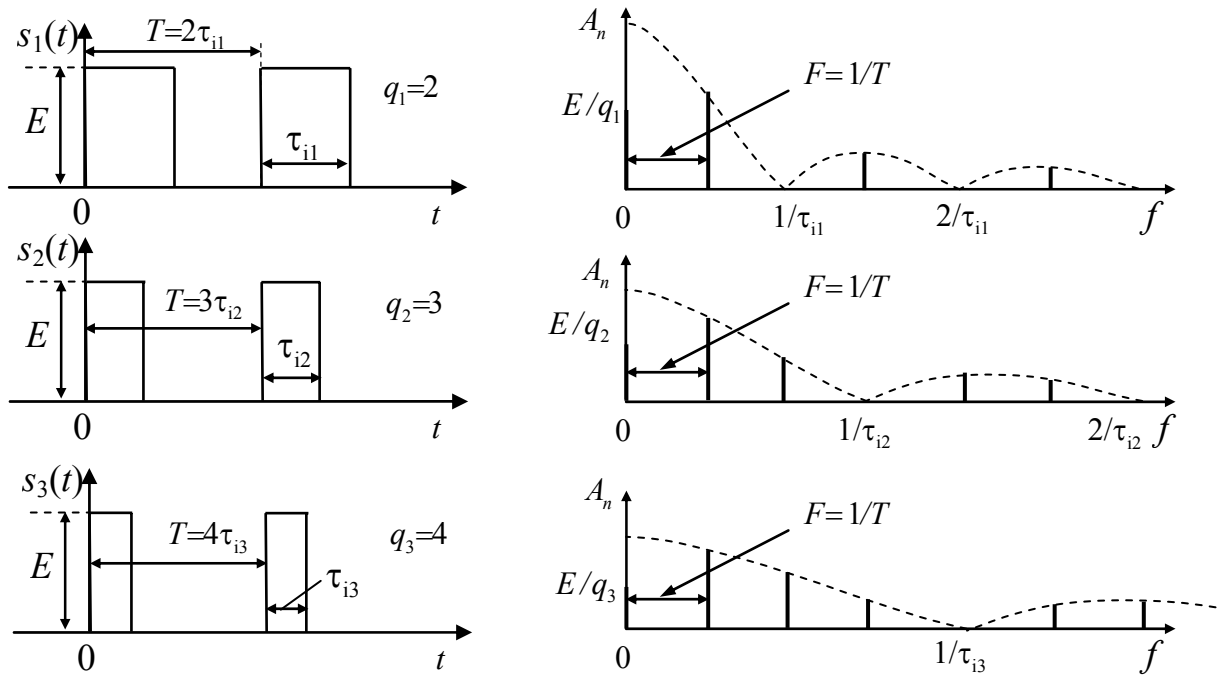 s₁(t)
T=2τᵢ₁
q₁=2
E
τᵢ₁
0
t
Aₙ
F=1/T
E/q₁
0
1/τᵢ₁
2/τᵢ₁
f
s₂(t)
T=3τᵢ₂
q₂=3
E
τᵢ₂
0
t
Aₙ
F=1/T
E/q₂
0
1/τᵢ₂
2/τᵢ₂
f
s₃(t)
T=4τᵢ₃
q₃=4
E
τᵢ₃
0
t
Aₙ
F=1/T
E/q₃
0
1/τᵢ₃
f